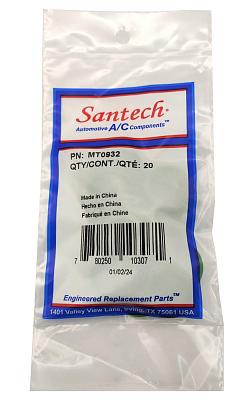 Santech.
Automotive A/C Components™
PN: MT0932
QTY/CONT./QTÉ: 20
Made in China
Hecho en China
Fabriqué en Chine
7 80250 10307 1
01/02/24
Engineered Replacement Parts™
1401 Valley View Lane, Irving, TX 75061 USA